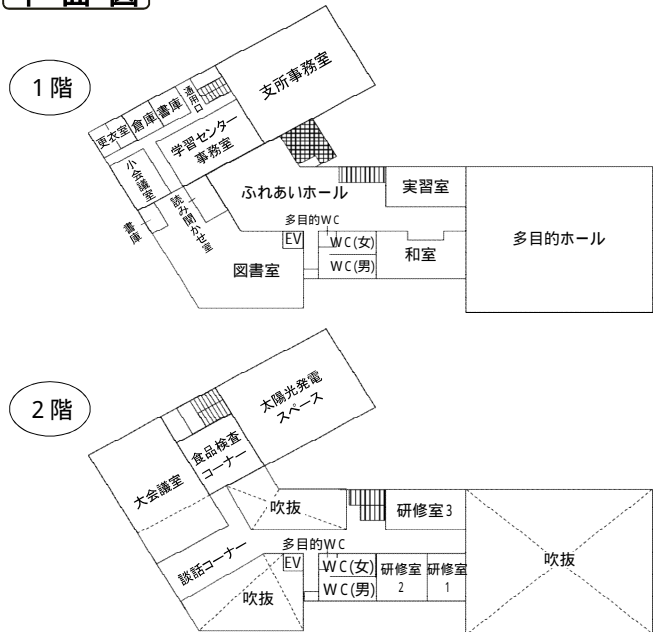 平面図
1階
支所事務室
通用口
書庫
倉庫
更衣室
学習センター
事務室
小会議室
ふれあいホール
実習室
読み聞かせ室
書庫
多目的WC
EV
WC(女)
WC(男)
和室
多目的ホール
図書室
2階
太陽光発電
スペース
食品検査
コーナー
大会議室
吹抜
研修室3
談話コーナー
多目的WC
EV
WC(女)
WC(男)
研修室
2
研修室
1
吹抜
吹抜